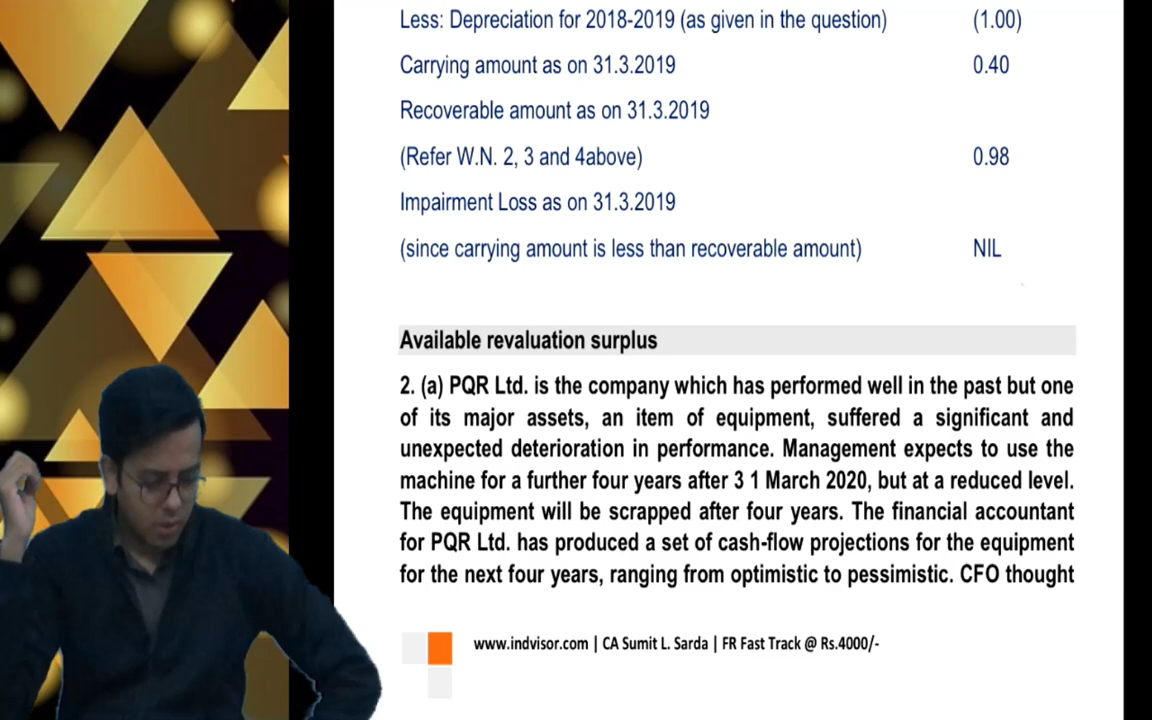 Less: Depreciation for 2018-2019 (as given in the question) (1.00)
Carrying amount as on 31.3.2019 0.40
Recoverable amount as on 31.3.2019
(Refer W.N. 2, 3 and 4above) 0.98
Impairment Loss as on 31.3.2019
(since carrying amount is less than recoverable amount) NIL
Available revaluation surplus
2. (a) PQR Ltd. is the company which has performed well in the past but one
of its major assets, an item of equipment, suffered a significant and
unexpected deterioration in performance. Management expects to use the
machine for a further four years after 3 1 March 2020, but at a reduced level.
The equipment will be scrapped after four years. The financial accountant
for PQR Ltd. has produced a set of cash-flow projections for the equipment
for the next four years, ranging from optimistic to pessimistic. CFO thought
www.indvisor.com | CA Sumit L. Sarda | FR Fast Track @ Rs.4000/-